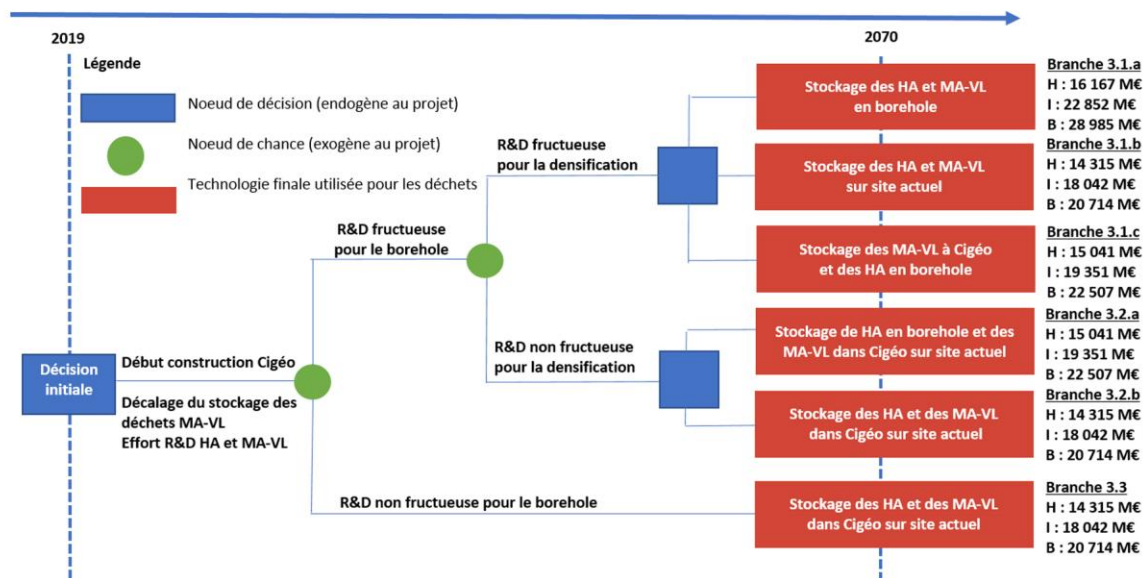 2019
2070
Légende
Noeud de décision (endogène au projet)
Noeud de chance (exogène au projet)
Technologie finale utilisée pour les déchets
Décision
initiale
Début construction Cigéo
Décalage du stockage des
déchets MA-VL
Effort R&D HA et MA-VL
R&D fructueuse
pour le borehole
R&D non fructueuse pour le borehole
R&D fructueuse
pour la densification
R&D non fructueuse
pour la densification
Stockage des HA et MA-VL
en borehole
Branche 3.1.a
H : 16 167 M€
I : 22 852 M€
B : 28 985 M€
Stockage des HA et MA-VL
sur site actuel
Branche 3.1.b
H : 14 315 M€
I : 18 042 M€
B : 20 714 M€
Stockage des MA-VL à Cigéo
et des HA en borehole
Branche 3.1.c
H : 15 041 M€
I : 19 351 M€
B : 22 507 M€
Stockage de HA en borehole et des
MA-VL dans Cigéo sur site actuel
Branche 3.2.a
H : 15 041 M€
I : 19 351 M€
B : 22 507 M€
Stockage des HA et des MA-VL
dans Cigéo sur site actuel
Branche 3.2.b
H : 14 315 M€
I : 18 042 M€
B : 20 714 M€
Stockage des HA et des MA-VL
dans Cigéo sur site actuel
Branche 3.3
H : 14 315 M€
I : 18 042 M€
B : 20 714 M€